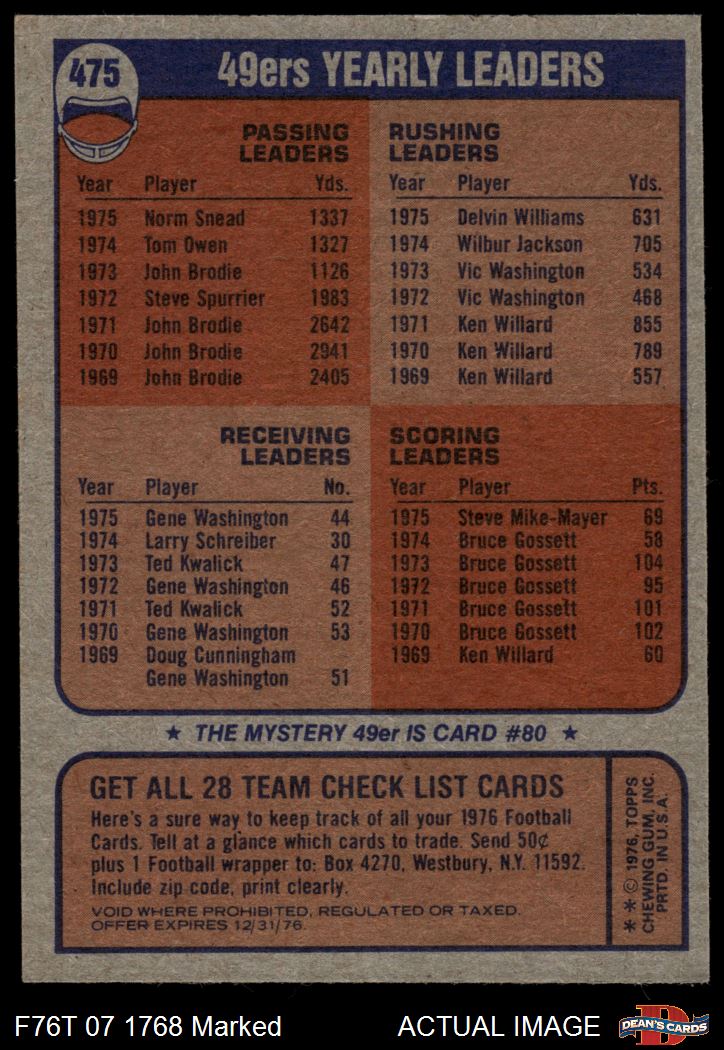 475
49ers YEARLY LEADERS
PASSING
LEADERS
Year Player Yds.
1975 Norm Snead 1337
1974 Tom Owen 1327
1973 John Brodie 1126
1972 Steve Spurrier 1983
1971 John Brodie 2642
1970 John Brodie 2941
1969 John Brodie 2405
RUSHING
LEADERS
Year Player Yds.
1975 Delvin Williams 631
1974 Wilbur Jackson 705
1973 Vic Washington 534
1972 Vic Washington 468
1971 Ken Willard 855
1970 Ken Willard 789
1969 Ken Willard 557
RECEIVING
LEADERS
Year Player No.
1975 Gene Washington 44
1974 Larry Schreiber 30
1973 Ted Kwalick 47
1972 Gene Washington 46
1971 Ted Kwalick 52
1970 Gene Washington 53
1969 Doug Cunningham
Gene Washington 51
SCORING
LEADERS
Year Player Pts.
1975 Steve Mike-Mayer 69
1974 Bruce Gossett 58
1973 Bruce Gossett 104
1972 Bruce Gossett 95
1971 Bruce Gossett 101
1970 Bruce Gossett 102
1969 Ken Willard 60
★ THE MYSTERY 49er IS CARD #80 ★
GET ALL 28 TEAM CHECK LIST CARDS
Here's a sure way to keep track of all your 1976 Football
Cards. Tell at a glance which cards to trade. Send 50¢
plus 1 Football wrapper to: Box 4270, Westbury, N.Y. 11592.
Include zip code, print clearly.
VOID WHERE PROHIBITED, REGULATED OR TAXED.
OFFER EXPIRES 12/31/76.
** © 1976, TOPPS
CHEWING GUM, INC.
PRTD. IN U.S.A.
F76T 07 1768 Marked ACTUAL IMAGE
D
DEAN'S CARDS